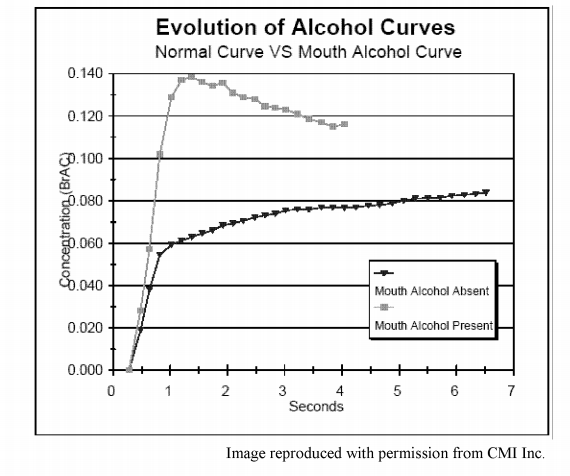 Evolution of Alcohol Curves
Normal Curve VS Mouth Alcohol Curve
Concentration (BrAC)
0.140
0.120
0.100
0.080
0.060
0.040
0.020
0.000
0 1 2 3 4 5 6 7
Seconds
Mouth Alcohol Absent
Mouth Alcohol Present
Image reproduced with permission from CMI Inc.